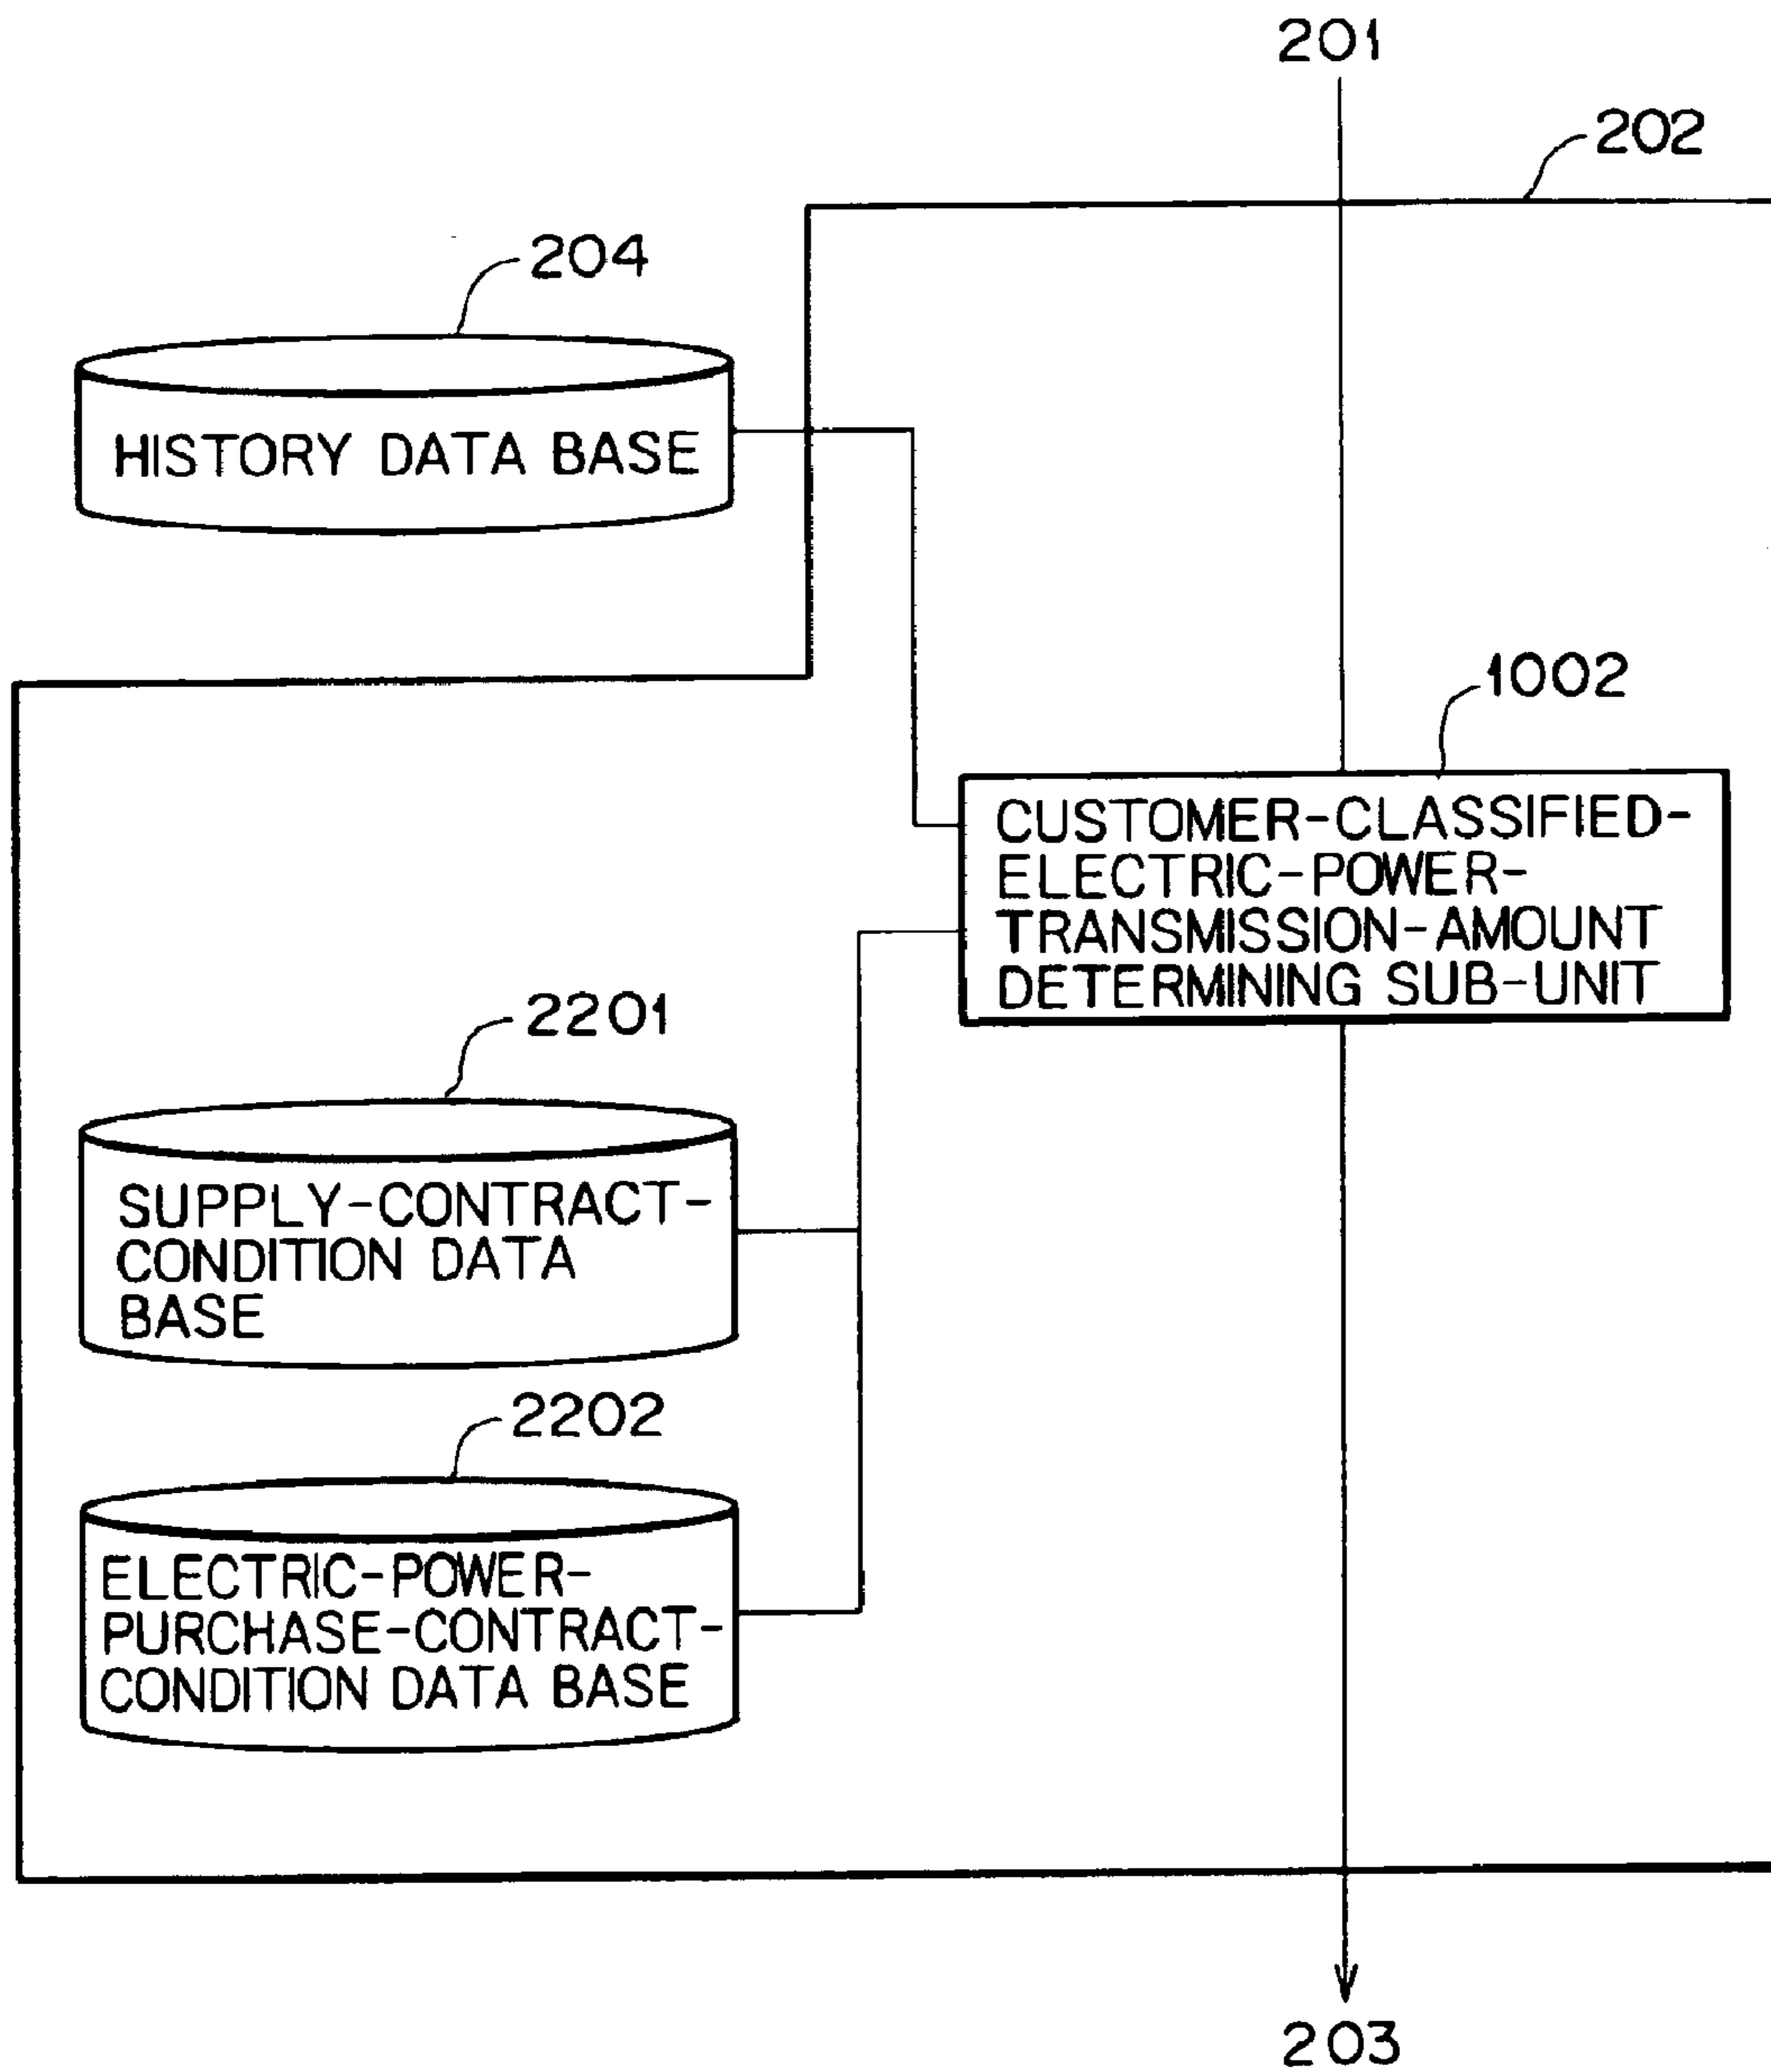 201
202
204
HISTORY DATA BASE
1002
CUSTOMER-CLASSIFIED-
ELECTRIC-POWER-
TRANSMISSION-AMOUNT
DETERMINING SUB-UNIT
2201
SUPPLY-CONTRACT-
CONDITION DATA
BASE
2202
ELECTRIC-POWER-
PURCHASE-CONTRACT-
CONDITION DATA BASE
203